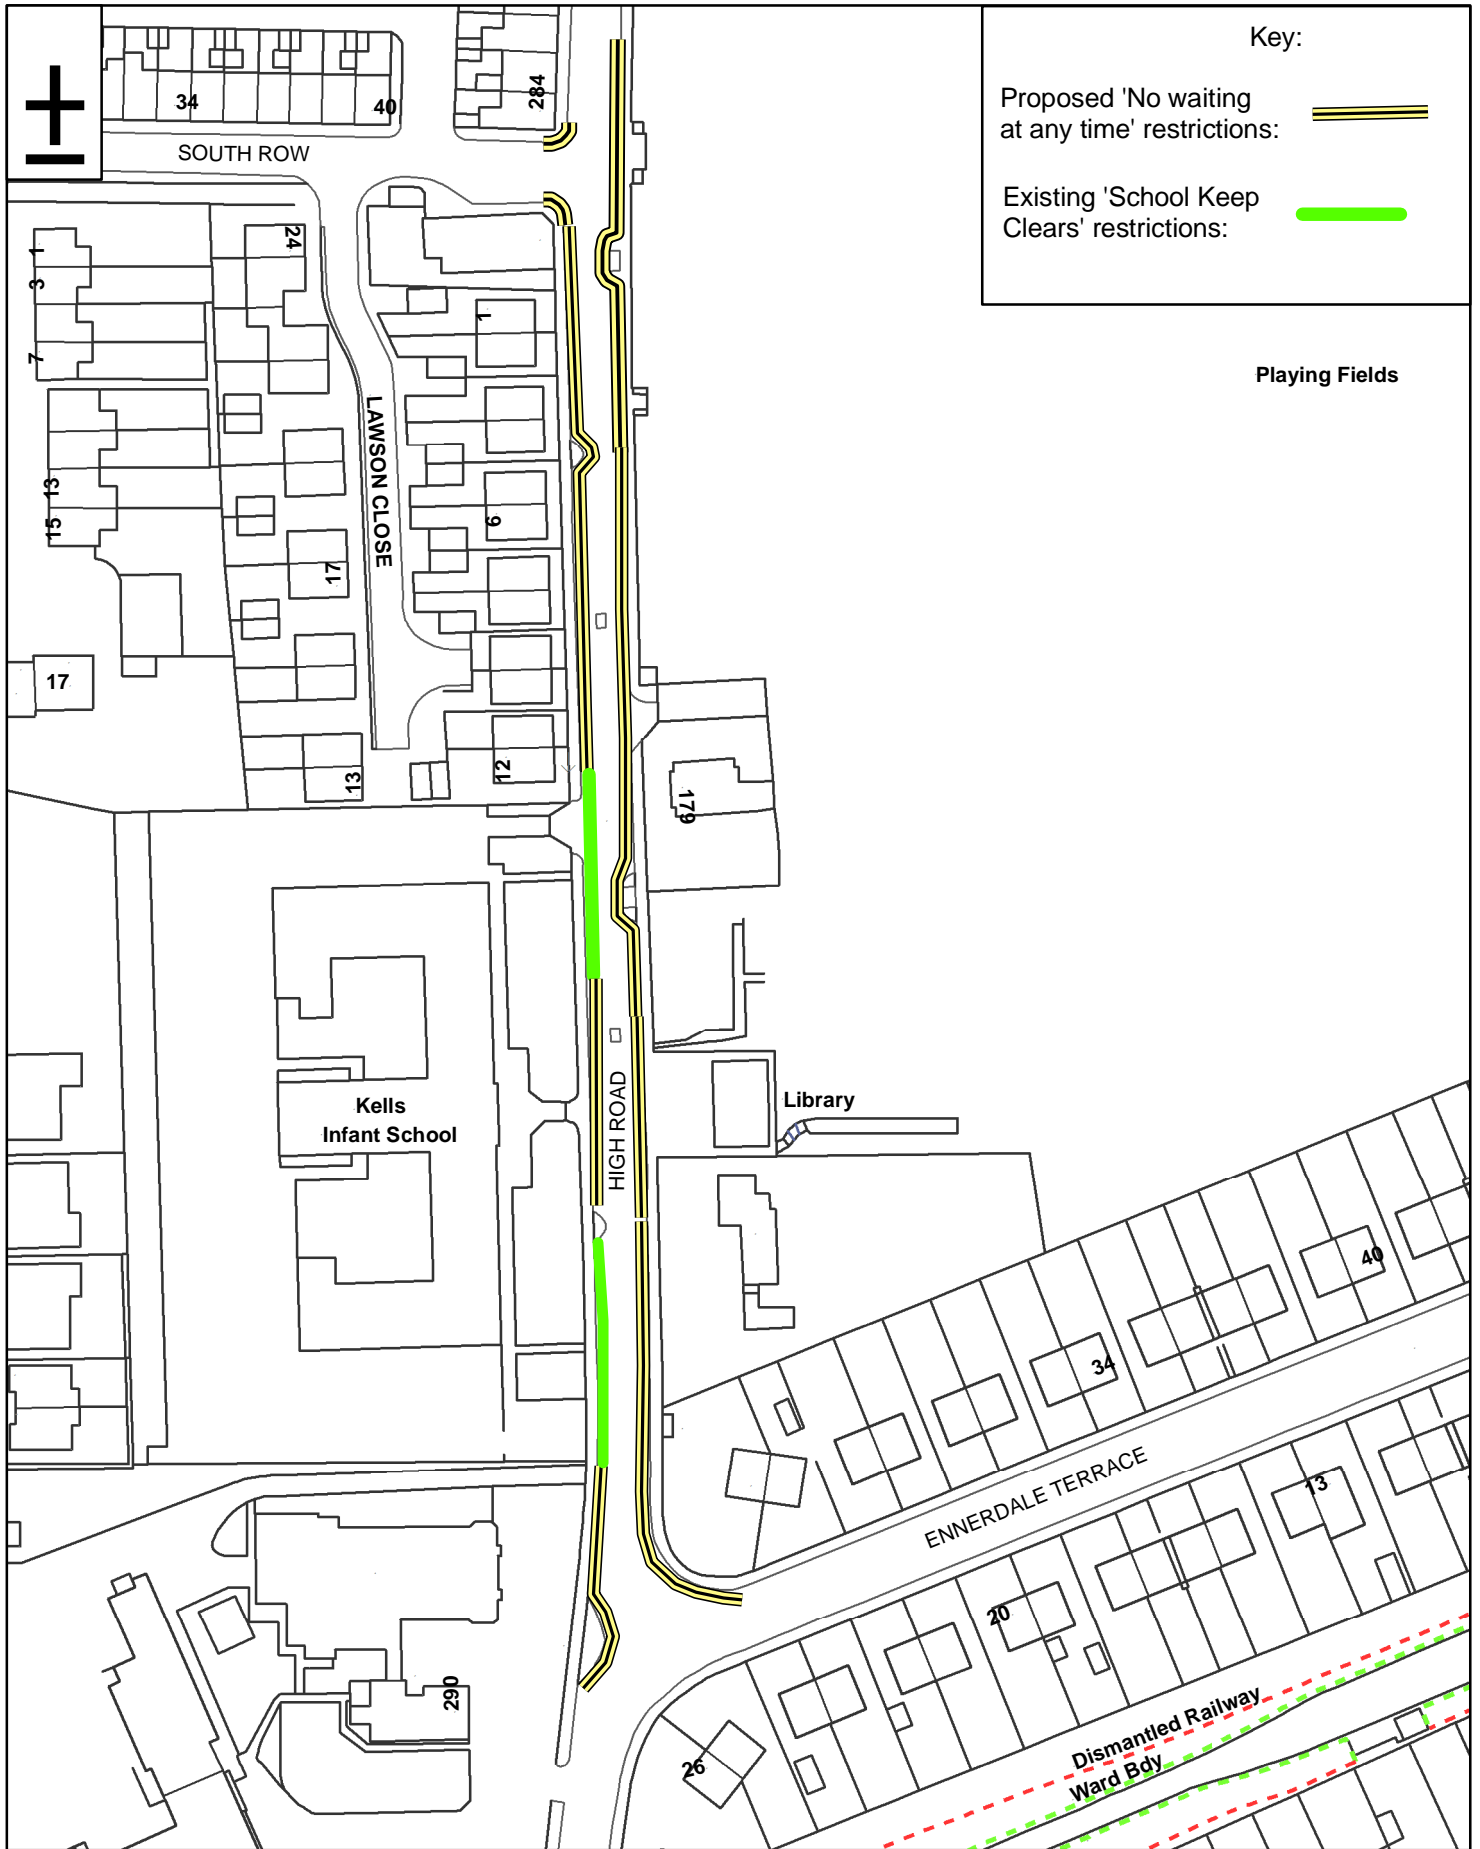 Key:
Proposed 'No waiting
at any time' restrictions:
Existing 'School Keep
Clears' restrictions:
34
40
284
SOUTH ROW
1
3
7
24
1
Playing Fields
LAWSON CLOSE
13
15
6
17
17
13
12
179
Kells
Infant School
HIGH ROAD
Library
40
34
ENNERDALE TERRACE
13
20
290
26
Dismantled Railway
Ward Bdy